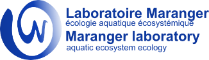 Laboratoire Maranger
écologie aquatique écosystémique
Maranger laboratory
aquatic ecosystem ecology